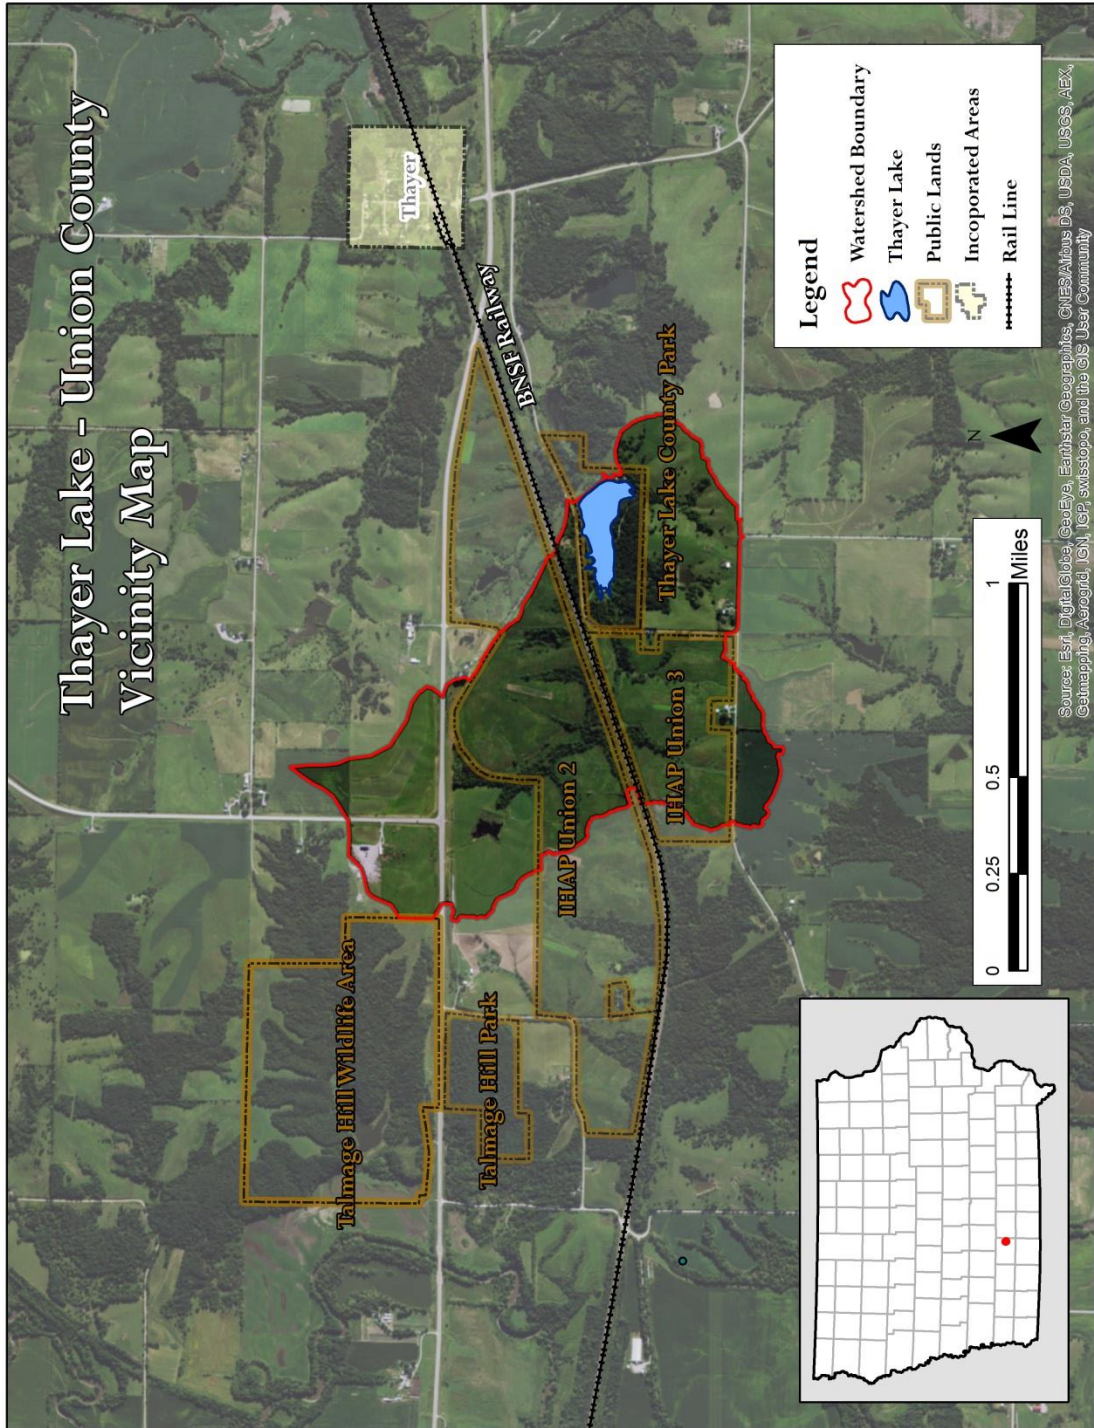 Thayer Lake - Union County
Vicinity Map
Thayer
BNSF Railway
Talmage Hill Wildlife Area
Talmage Hill Park
IHAP Union 2
IHAP Union 3
Thayer Lake County Park
Legend
Watershed Boundary
Thayer Lake
Public Lands
Incoporated Areas
Rail Line
N
0 0.25 0.5 1
Miles
Source: Esri, DigitalGlobe, GeoEye, Earthstar Geographics, CNES/Airbus DS, USDA, USGS, AEX,
Getmapping, Aerogrid, IGN, IGP, swisstopo, and the GIS User Community